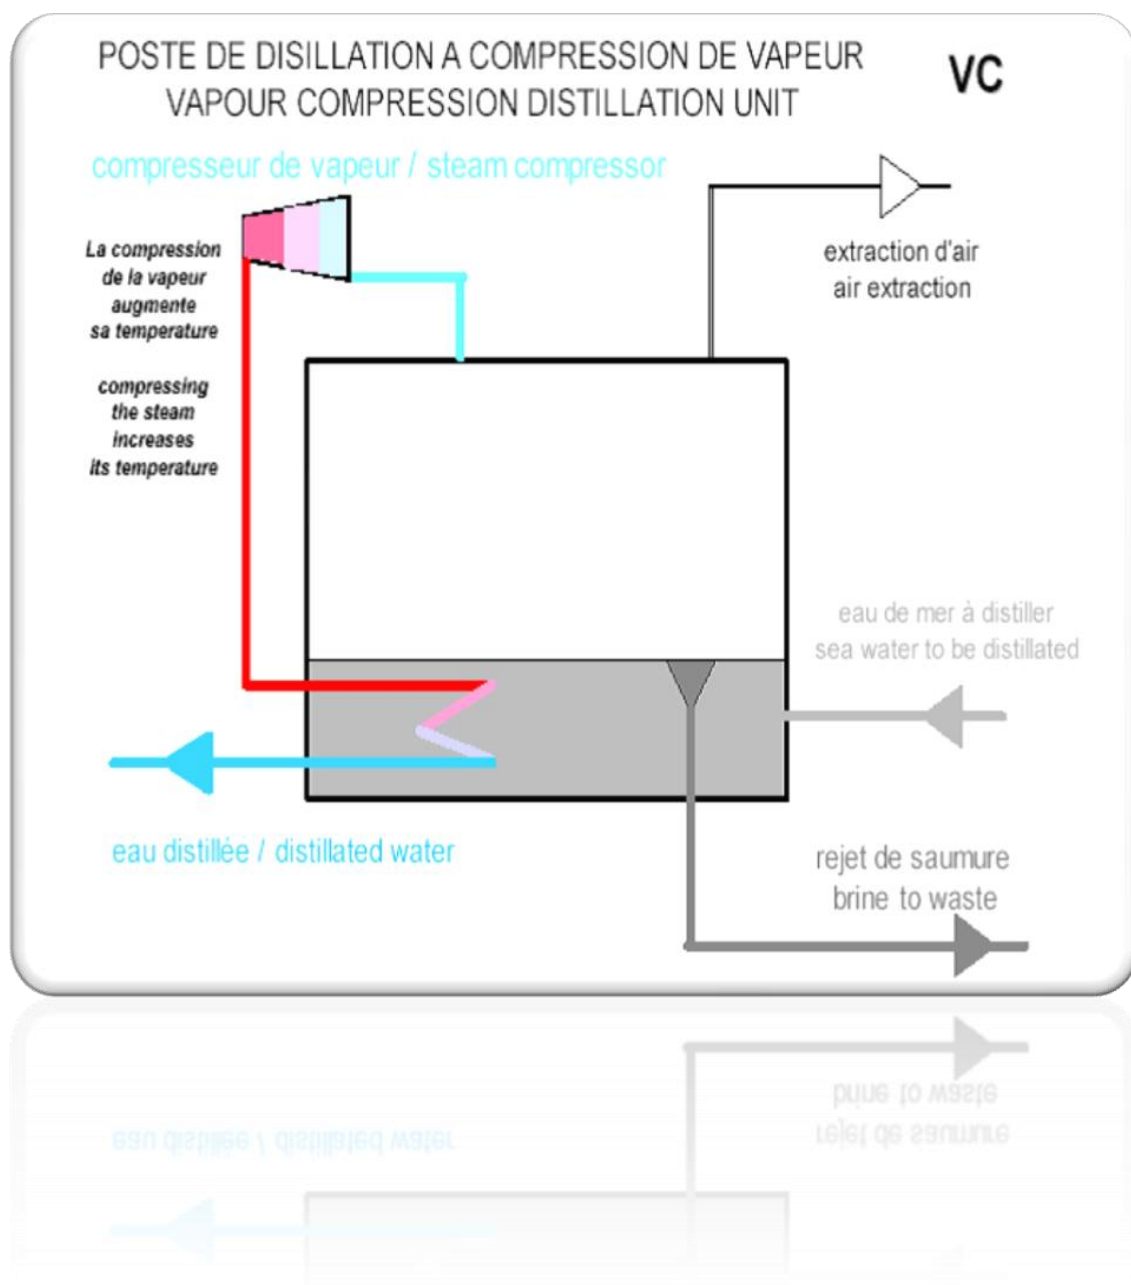 POSTE DE DISILLATION A COMPRESSION DE VAPEUR
VAPOUR COMPRESSION DISTILLATION UNIT
VC
compresseur de vapeur / steam compressor
La compression
de la vapeur
augmente
sa temperature
compressing
the steam
increases
its temperature
extraction d'air
air extraction
eau de mer à distiller
sea water to be distillated
eau distillée / distillated water
rejet de saumure
brine to waste